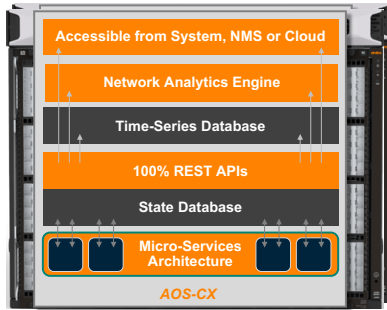 Accessible from System, NMS or Cloud
Network Analytics Engine
Time-Series Database
100% REST APIs
State Database
Micro-Services
Architecture
AOS-CX